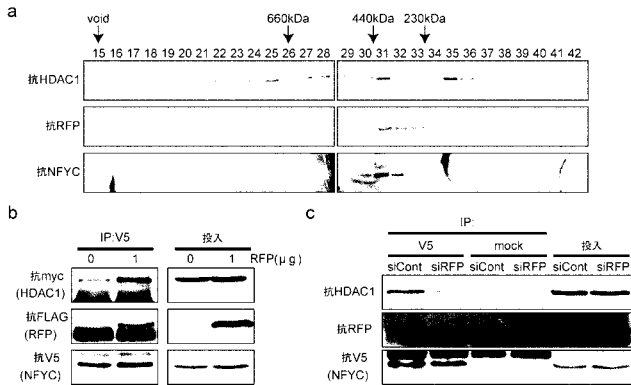 a
void 660kDa 440kDa 230kDa
15 16 17 18 19 20 21 22 23 24 25 26 27 28 29 30 31 32 33 34 35 36 37 38 39 40 41 42
抗HDAC1
抗RFP
抗NFYC
b
IP:V5 投入
0 1 0 1 RFP(μg)
抗myc
(HDAC1)
抗FLAG
(RFP)
抗V5
(NFYC)
c
IP:
V5 mock 投入
siCont siRFP siCont siRFP siCont siRFP
抗HDAC1
抗RFP
抗V5
(NFYC)